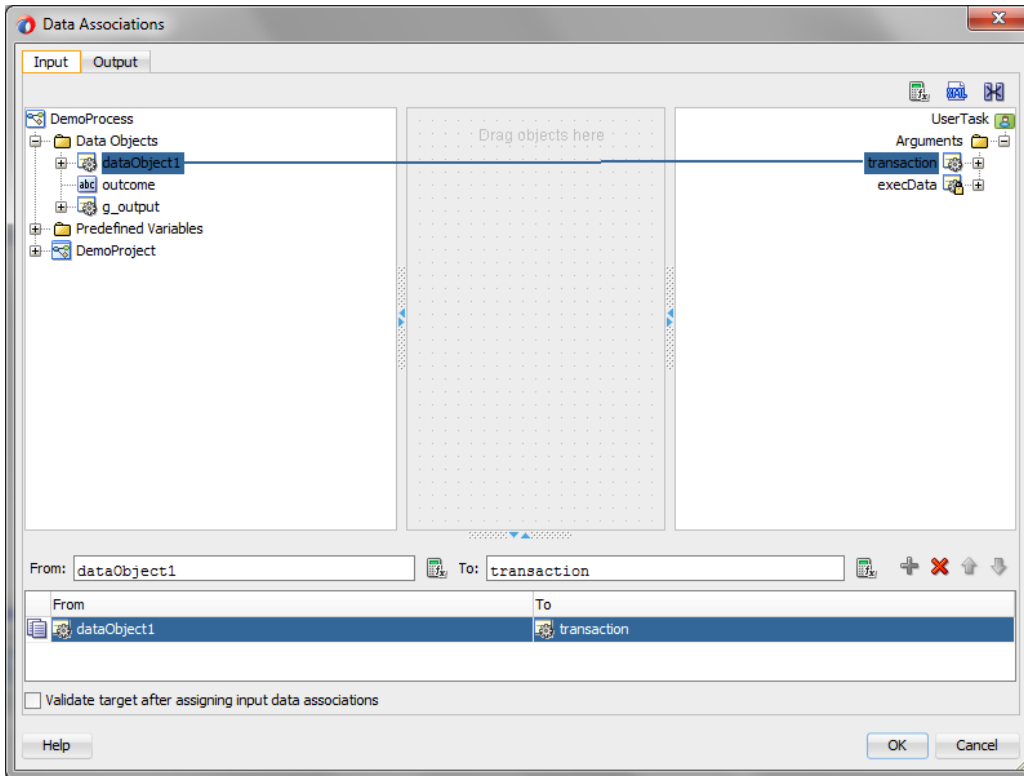 Data Associations
Input Output
DemoProcess
Data Objects
dataObject1
abc outcome
g_output
Predefined Variables
DemoProject
Drag objects here
UserTask
Arguments
transaction
execData
From: dataObject1 To: transaction
From To
dataObject1 transaction
Validate target after assigning input data associations
Help OK Cancel